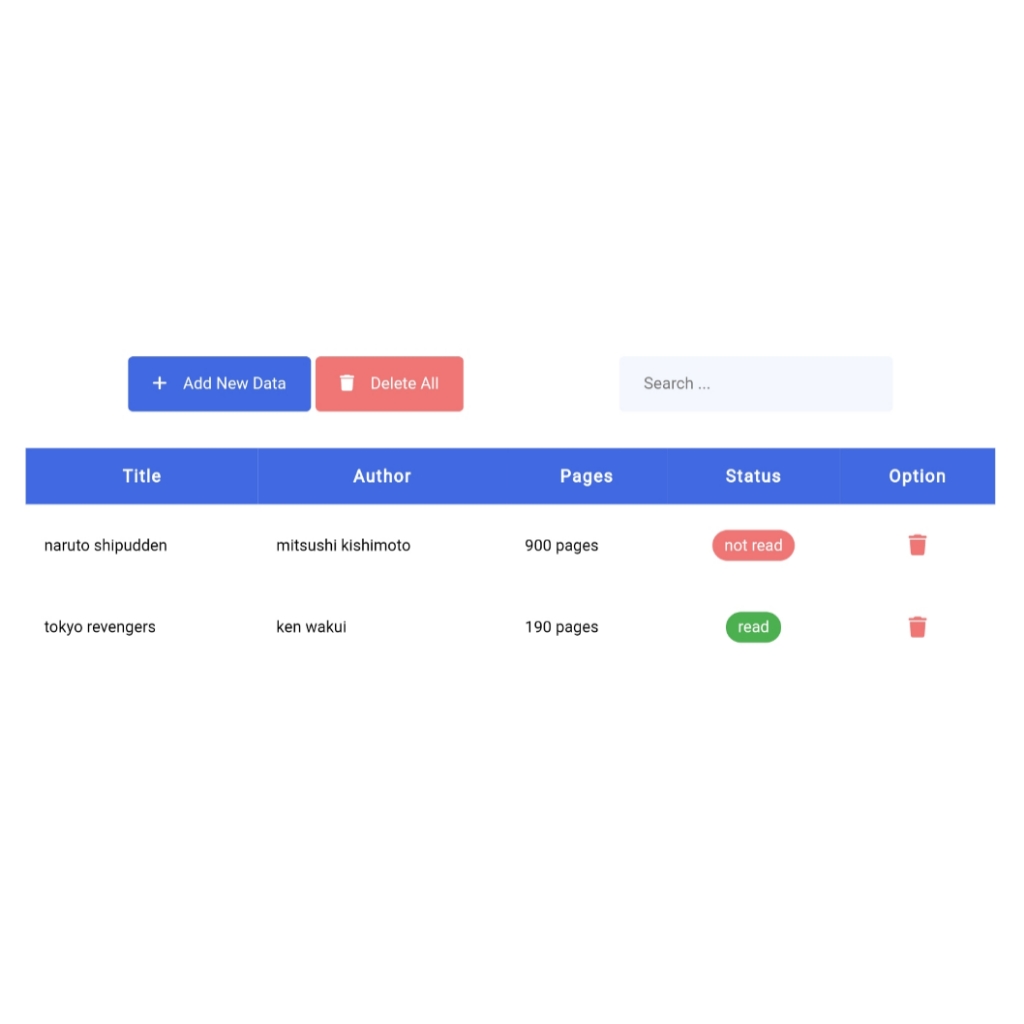 Add New Data Delete All Search ...
Title Author Pages Status Option
naruto shipudden mitsushi kishimoto 900 pages not read
tokyo revengers ken wakui 190 pages read